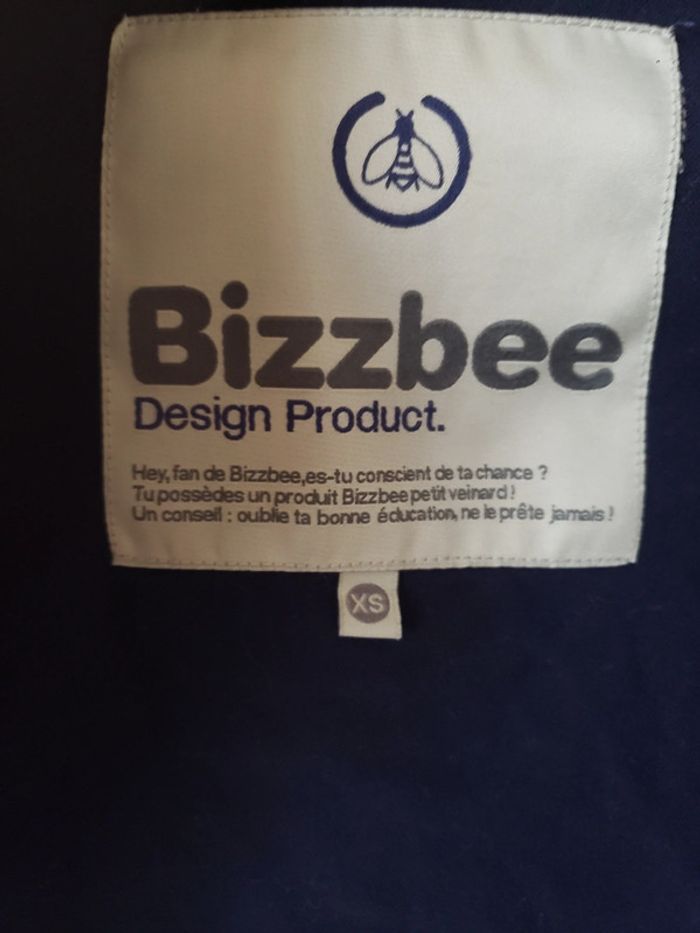 Bizzbee
Design Product.
Hey, fan de Bizzbee,es-tu conscient de ta chance ?
Tu possèdes un produit Bizzbee petit veinard !
Un conseil : oublie ta bonne éducation, ne le prête jamais !
XS